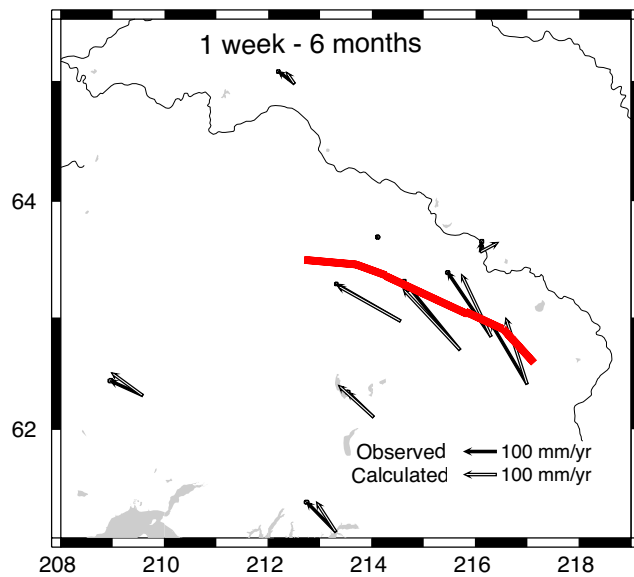 1 week - 6 months
64
62
Observed 100 mm/yr
Calculated 100 mm/yr
208 210 212 214 216 218